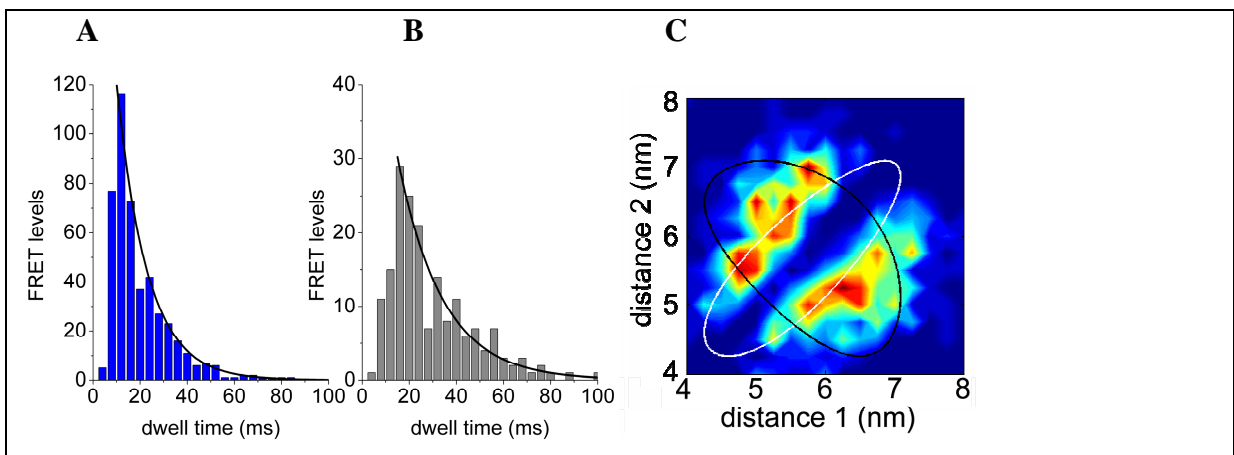 A
B
C
120
100
80
60
40
20
0
FRET levels
0 20 40 60 80 100
dwell time (ms)
40
30
20
10
0
FRET levels
0 20 40 60 80 100
dwell time (ms)
8
7
6
5
4
distance 2 (nm)
4 5 6 7 8
distance 1 (nm)